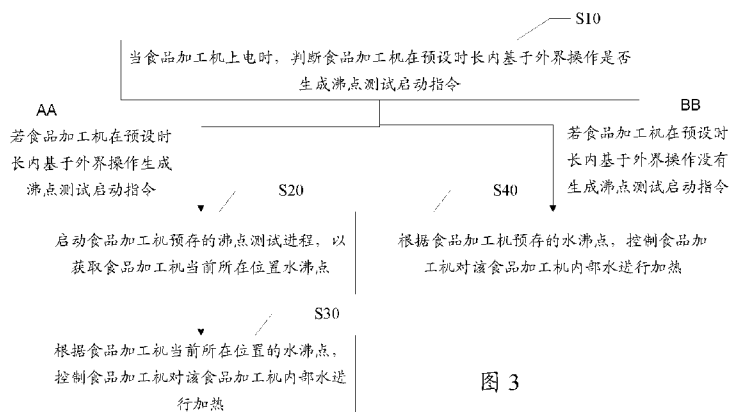 S10
当食品加工机上电时，判断食品加工机在预设时长内基于外界操作是否
生成沸点测试启动指令
AA
若食品加工机在预设时
长内基于外界操作生成
沸点测试启动指令
BB
若食品加工机在预设时
长内基于外界操作没有
生成沸点测试启动指令
S20
启动食品加工机预存的沸点测试进程，以
获取食品加工机当前所在位置水沸点
S40
根据食品加工机预存的水沸点，控制食品加
工机对该食品加工机内部水进行加热
S30
根据食品加工机当前所在位置的水沸点，
控制食品加工机对该食品加工机内部水进
行加热
图 3